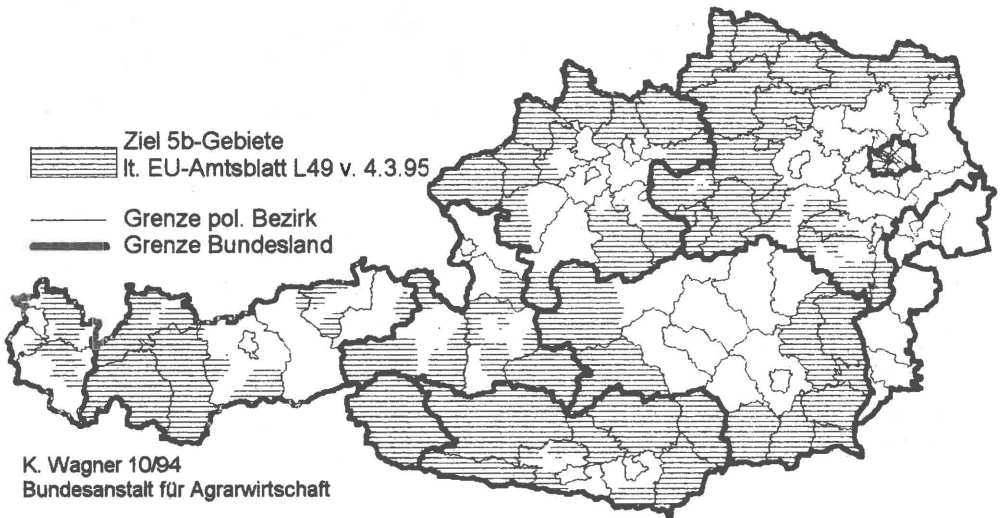 Ziel 5b-Gebiete
lt. EU-Amtsblatt L49 v. 4.3.95
Grenze pol. Bezirk
Grenze Bundesland
K. Wagner 10/94
Bundesanstalt für Agrarwirtschaft